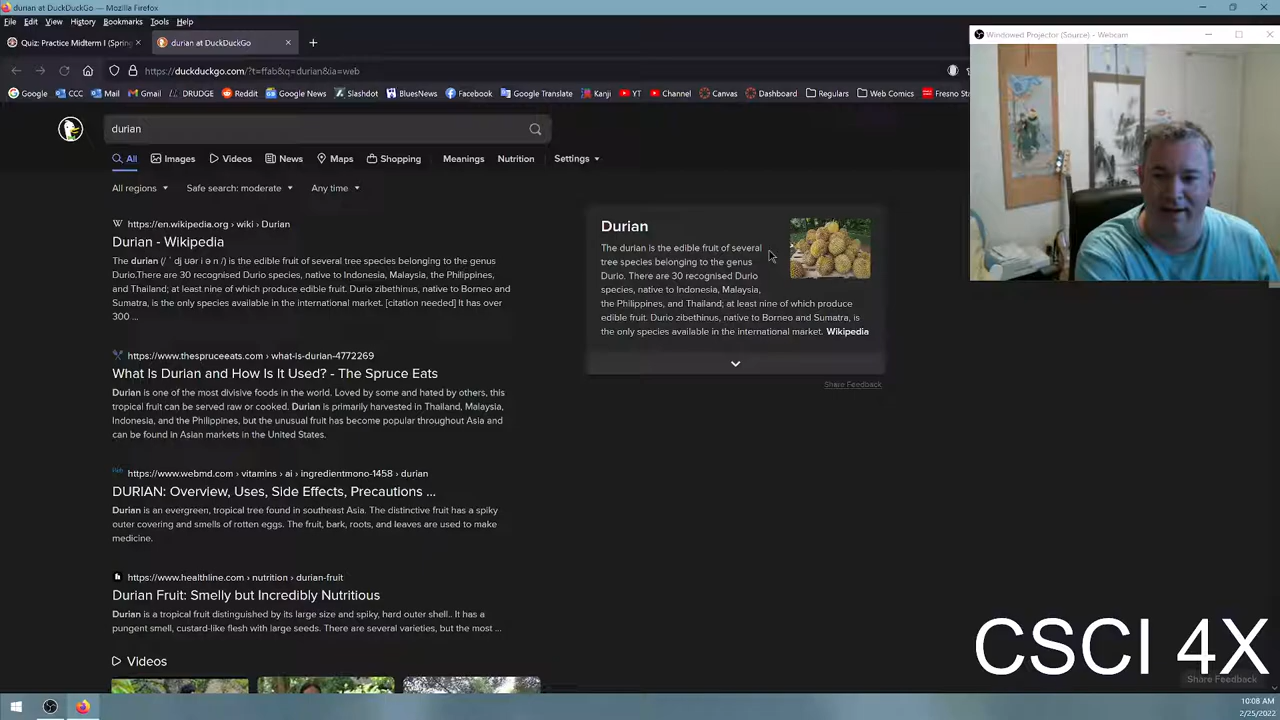 durian at DuckDuckGo — Mozilla Firefox
File Edit View History Bookmarks Tools Help
Quiz: Practice Midterm I (Spring
durian at DuckDuckGo
https://duckduckgo.com/?t=ffab&q=durian&ia=web
Google CCC Mail Gmail DRUDGE Reddit Google News Slashdot BluesNews Facebook Google Translate Kanji YT Channel Canvas Dashboard Regulars Web Comics Fresno St
Windowed Projector (Source) - Webcam
durian
All Images Videos News Maps Shopping Meanings Nutrition Settings
All regions Safe search: moderate Any time
https://en.wikipedia.org › wiki › Durian
Durian - Wikipedia
The durian (/ ˈ dj ʊər i ə n /) is the edible fruit of several tree species belonging to the genus
Durio.There are 30 recognised Durio species, native to Indonesia, Malaysia, the Philippines,
and Thailand; at least nine of which produce edible fruit. Durio zibethinus, native to Borneo and
Sumatra, is the only species available in the international market. [citation needed] It has over
300 ...
https://www.thespruceeats.com › what-is-durian-4772269
What Is Durian and How Is It Used? - The Spruce Eats
Durian is one of the most divisive foods in the world. Loved by some and hated by others, this
tropical fruit can be served raw or cooked. Durian is primarily harvested in Thailand, Malaysia,
Indonesia, and the Philippines, but the unusual fruit has become popular throughout Asia and
can be found in Asian markets in the United States.
https://www.webmd.com › vitamins › ai › ingredientmono-1458 › durian
DURIAN: Overview, Uses, Side Effects, Precautions ...
Durian is an evergreen, tropical tree found in southeast Asia. The distinctive fruit has a spiky
outer covering and smells of rotten eggs. The fruit, bark, roots, and leaves are used to make
medicine.
https://www.healthline.com › nutrition › durian-fruit
Durian Fruit: Smelly but Incredibly Nutritious
Durian is a tropical fruit distinguished by its large size and spiky, hard outer shell.. It has a
pungent smell, custard-like flesh with large seeds. There are several varieties, but the most ...
Videos
Durian
The durian is the edible fruit of several
tree species belonging to the genus
Durio. There are 30 recognised Durio
species, native to Indonesia, Malaysia,
the Philippines, and Thailand; at least nine of which produce
edible fruit. Durio zibethinus, native to Borneo and Sumatra, is
the only species available in the international market. Wikipedia
Share Feedback
CSCI 4X
Share Feedback
10:08 AM
2/25/2022